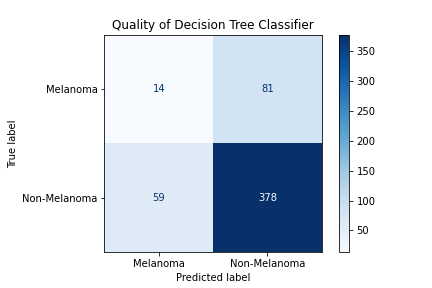 Quality of Decision Tree Classifier
True label
Melanoma
14
81
Non-Melanoma
59
378
Melanoma
Non-Melanoma
Predicted label
350
300
250
200
150
100
50